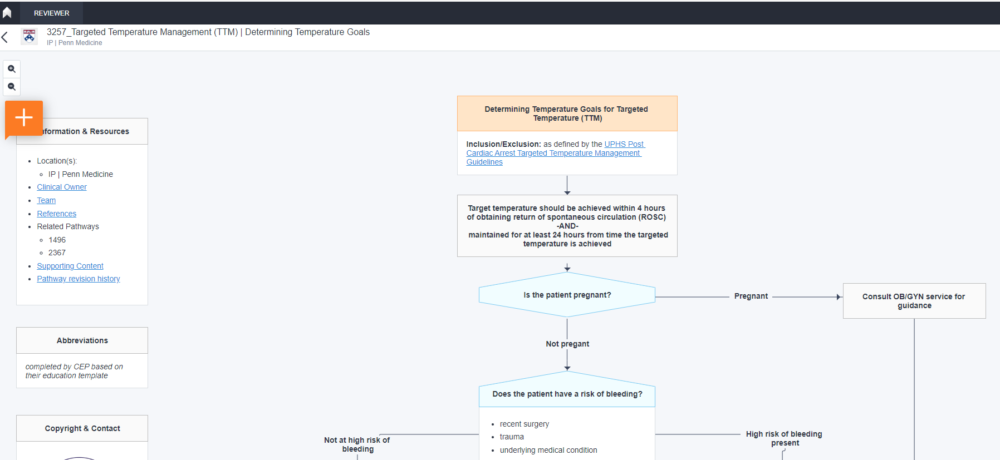 REVIEWER
3257_Targeted Temperature Management (TTM) | Determining Temperature Goals
IP | Penn Medicine
Determining Temperature Goals for Targeted
Temperature (TTM)
Inclusion/Exclusion: as defined by the UPHS Post
Cardiac Arrest Targeted Temperature Management
Guidelines
Target temperature should be achieved within 4 hours
of obtaining return of spontaneous circulation (ROSC)
-AND-
maintained for at least 24 hours from time the targeted
temperature is achieved
Is the patient pregnant?
Pregnant
Consult OB/GYN service for
guidance
Not pregant
Does the patient have a risk of bleeding?
• recent surgery
• trauma
• underlying medical condition
Not at high risk of
bleeding
High risk of bleeding
present
nformation & Resources
• Location(s):
◦ IP | Penn Medicine
• Clinical Owner
• Team
• References
• Related Pathways
◦ 1496
◦ 2367
• Supporting Content
• Pathway revision history
Abbreviations
completed by CEP based on
their education template
Copyright & Contact